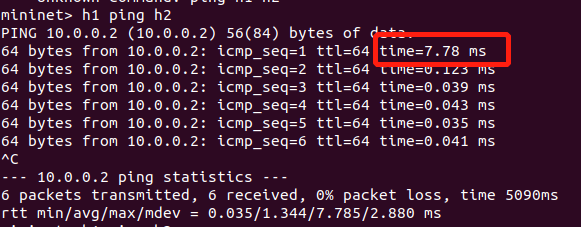 mininet> h1 ping h2
PING 10.0.0.2 (10.0.0.2) 56(84) bytes of data.
64 bytes from 10.0.0.2: icmp_seq=1 ttl=64 time=7.78 ms
64 bytes from 10.0.0.2: icmp_seq=2 ttl=64 time=0.123 ms
64 bytes from 10.0.0.2: icmp_seq=3 ttl=64 time=0.039 ms
64 bytes from 10.0.0.2: icmp_seq=4 ttl=64 time=0.043 ms
64 bytes from 10.0.0.2: icmp_seq=5 ttl=64 time=0.035 ms
64 bytes from 10.0.0.2: icmp_seq=6 ttl=64 time=0.041 ms
^C
--- 10.0.0.2 ping statistics ---
6 packets transmitted, 6 received, 0% packet loss, time 5090ms
rtt min/avg/max/mdev = 0.035/1.344/7.785/2.880 ms